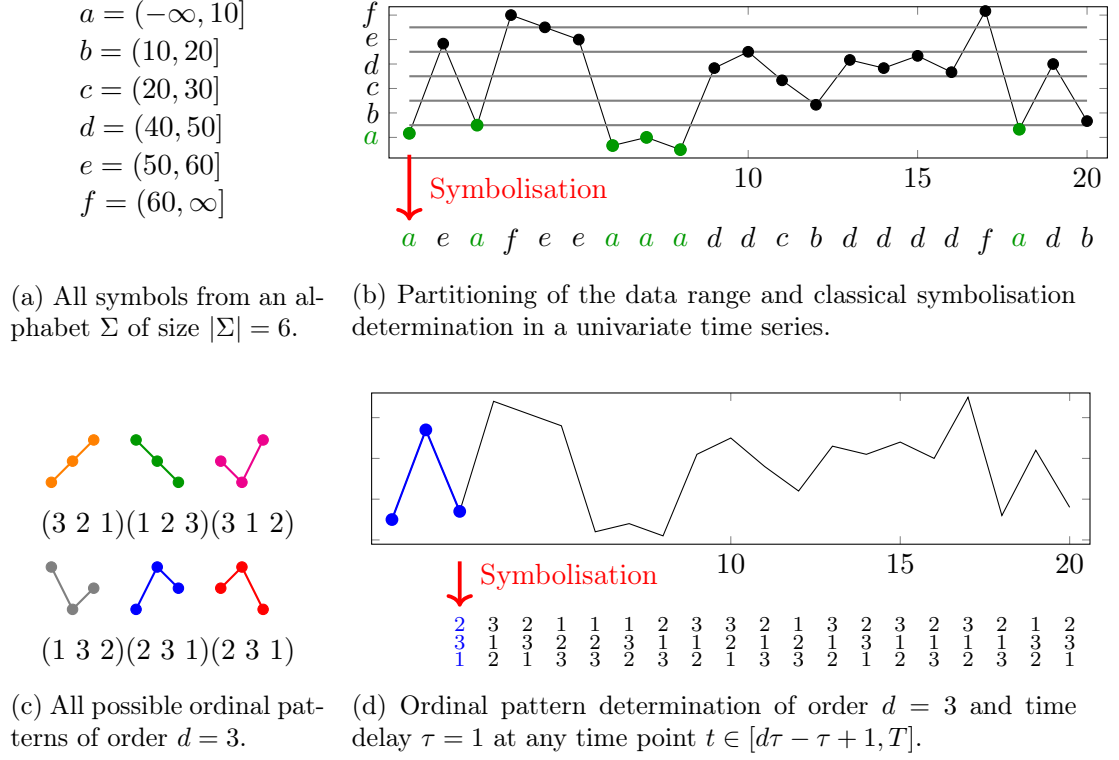 a = (−∞, 10]
b = (10, 20]
c = (20, 30]
d = (40, 50]
e = (50, 60]
f = (60, ∞]
(a) All symbols from an al-
phabet Σ of size |Σ| = 6.
f
e
d
c
b
a
10 15 20
Symbolisation
a e a f e e a a a d d c b d d d d f a d b
(b) Partitioning of the data range and classical symbolisation
determination in a univariate time series.
(3 2 1)(1 2 3)(3 1 2)
(1 3 2)(2 3 1)(2 3 1)
(c) All possible ordinal pat-
terns of order d = 3.
10 15 20
Symbolisation
2 3 2 1 1 1 2 3 3 2 1 3 2 3 2 3 2 1 2
3 1 3 2 2 3 1 1 2 1 2 1 3 1 1 1 1 3 3
1 2 1 3 3 2 3 2 1 3 3 2 1 2 3 2 3 2 1
(d) Ordinal pattern determination of order d = 3 and time
delay τ = 1 at any time point t ∈ [dτ − τ + 1, T].